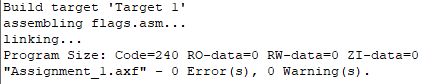 Build target 'Target 1'
assembling flags.asm...
linking...
Program Size: Code=240 RO-data=0 RW-data=0 ZI-data=0
"Assignment_1.axf" - 0 Error(s), 0 Warning(s).